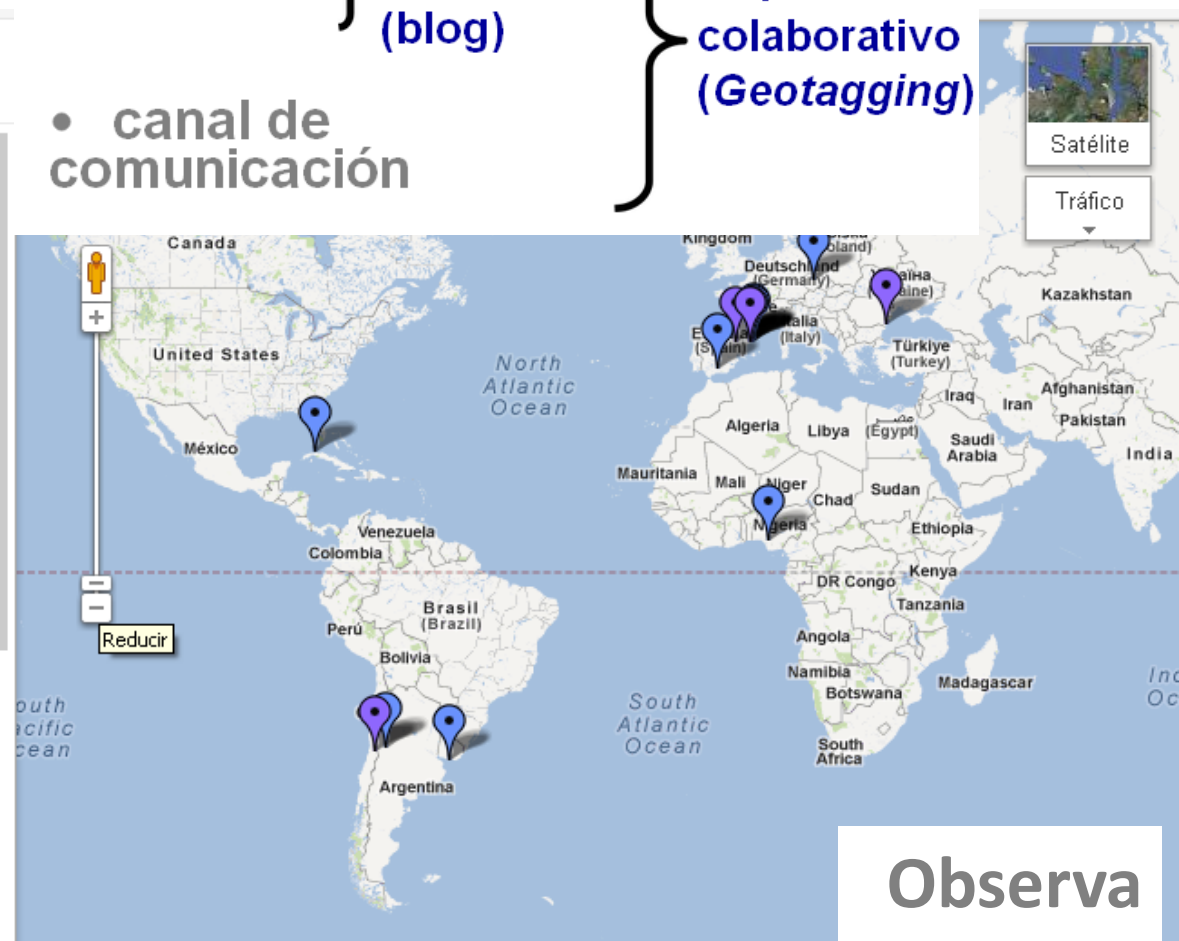 (blog)
colaborativo
(Geotagging)
• canal de
comunicación
Satélite
Tráfico
Canada
Kingdom
Deutschland
(Germany)
Kazakhstan
United States
North
Atlantic
Ocean
(Spain)
Italia
(Italy)
Türkiye
(Turkey)
Iraq
Iran
Afghanistan
Pakistan
India
México
Algeria
Libya
مصر
(Egypt)
Saudi
Arabia
Mauritania
Mali
Niger
Chad
Sudan
Nigeria
Ethiopia
Venezuela
Colombia
DR Congo
Kenya
Tanzania
Brasil
(Brazil)
Perú
Bolivia
Angola
Namibia
Botswana
Madagascar
Reducir
South
Atlantic
Ocean
South
Africa
Argentina
Observa